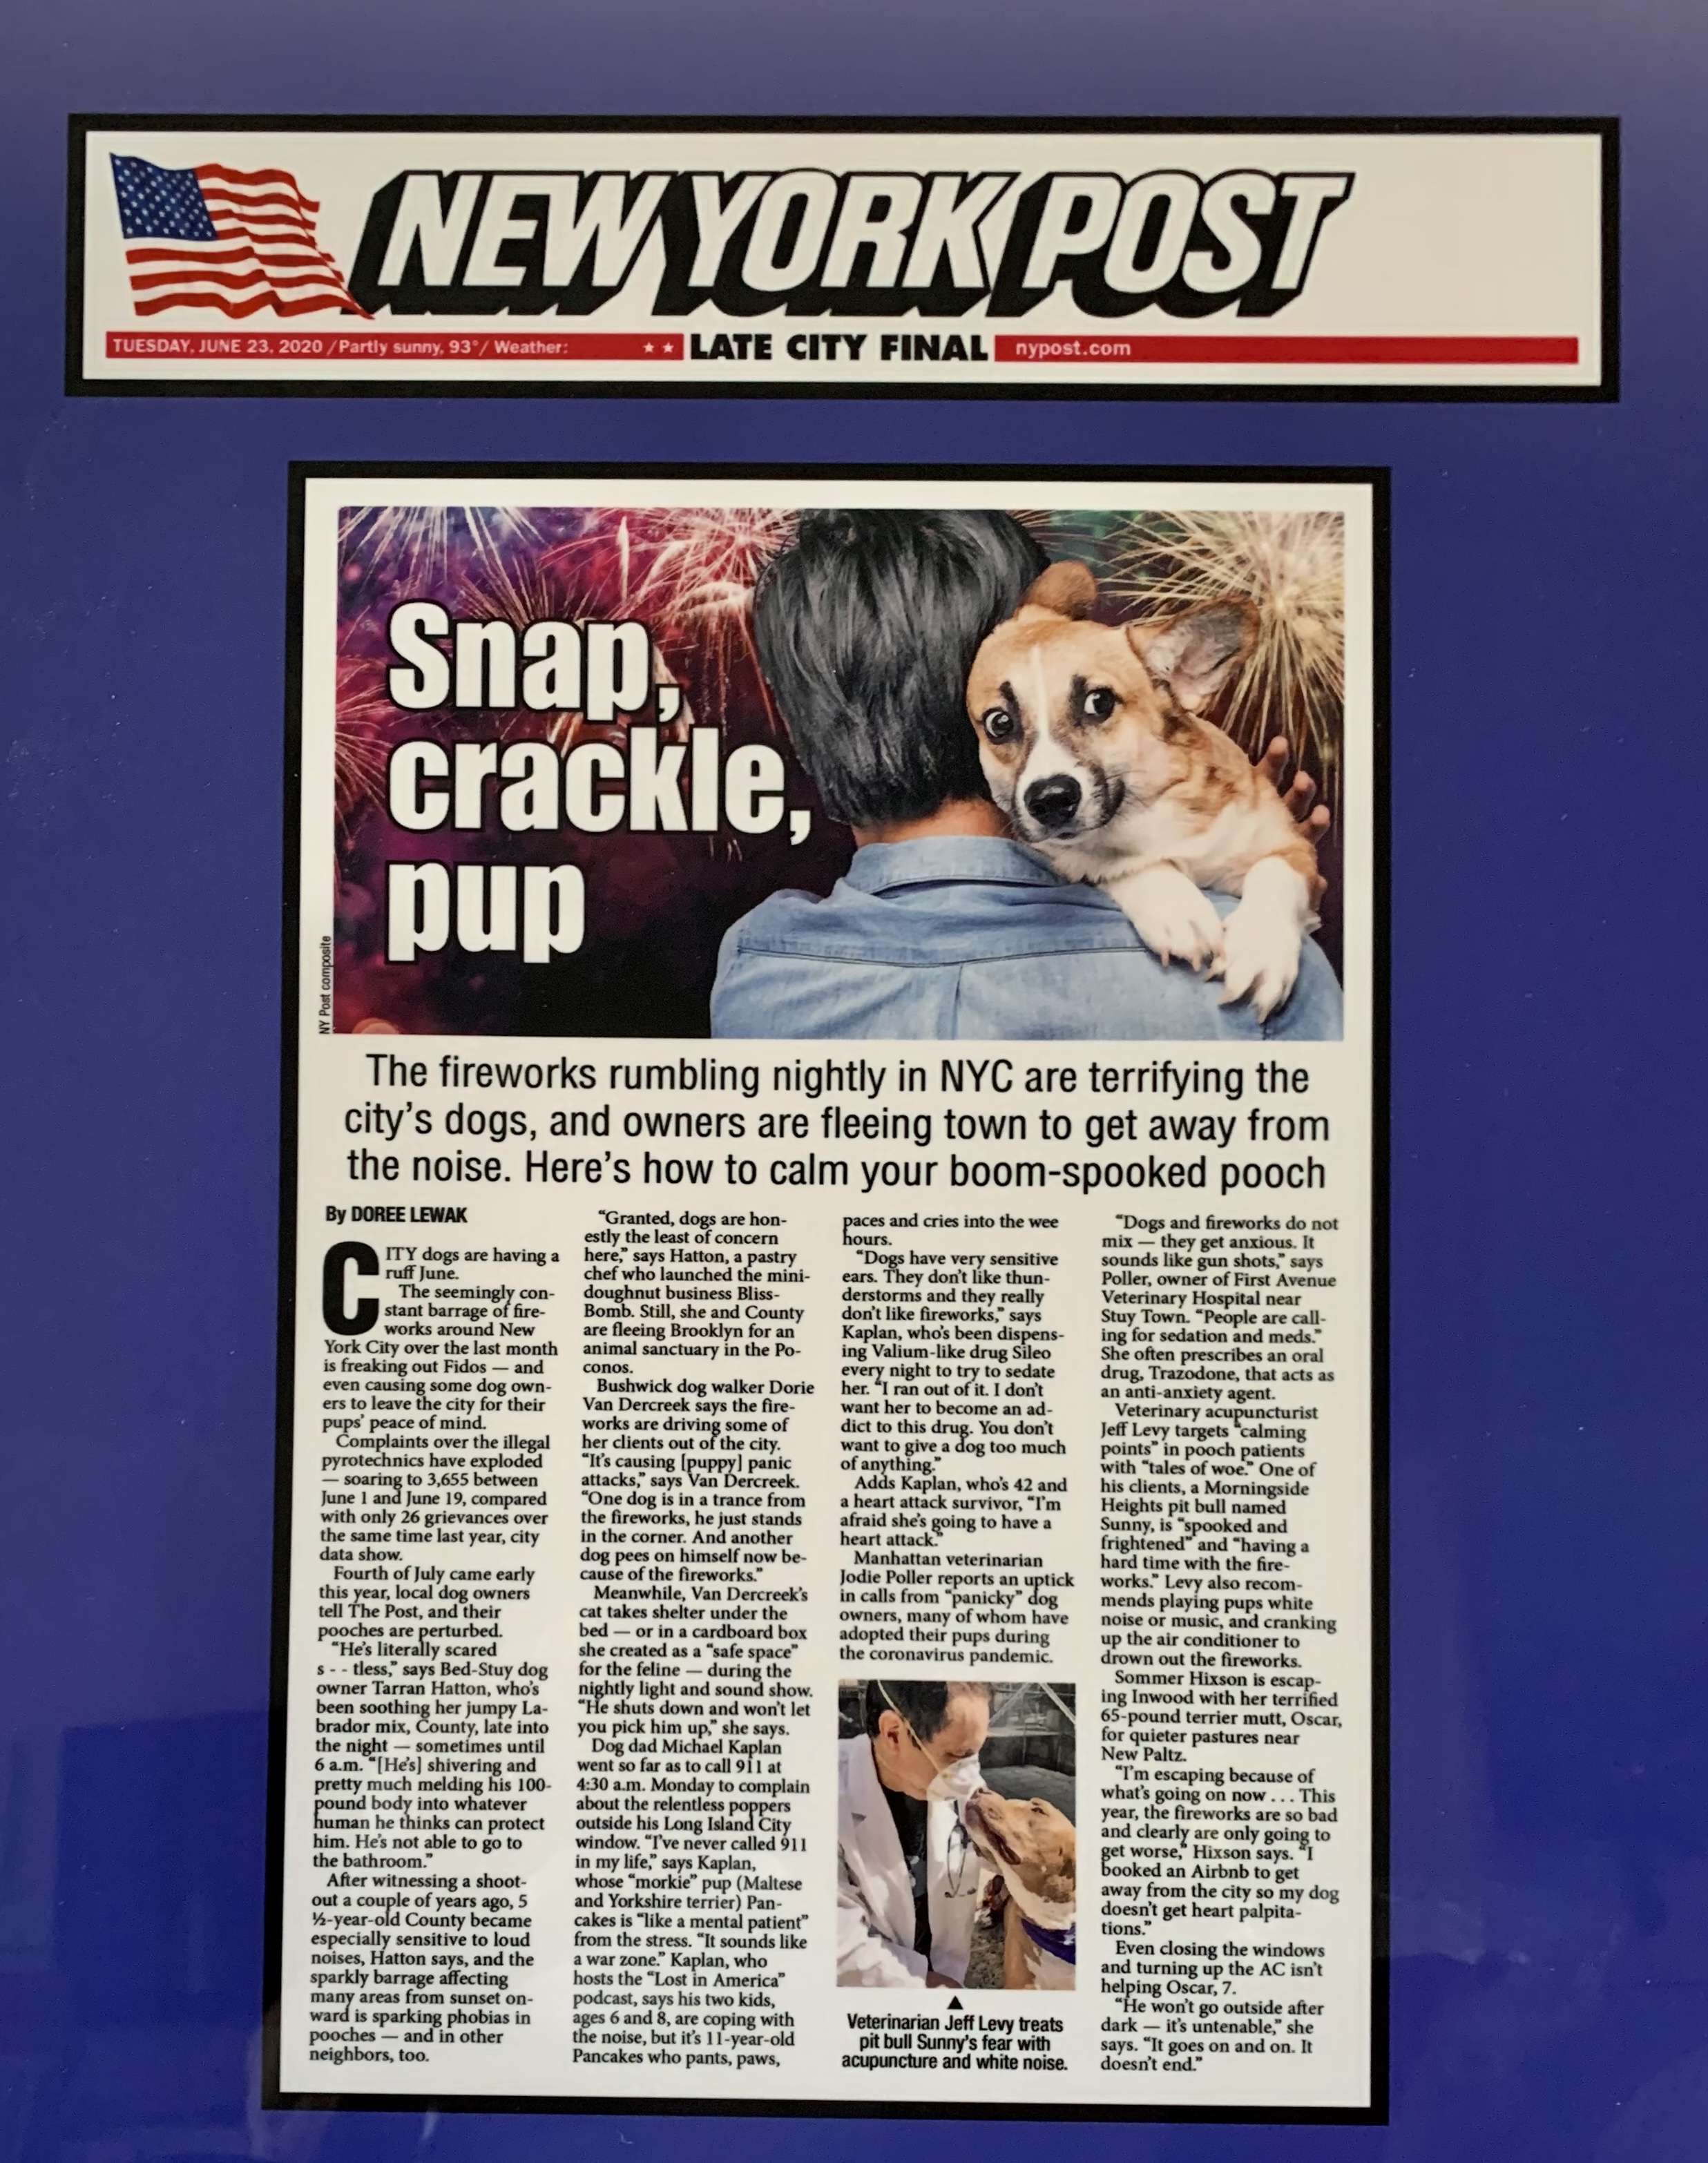 NEW YORK POST
TUESDAY, JUNE 23, 2020 / Partly sunny, 93° / Weather: ★ ★ LATE CITY FINAL nypost.com
Snap,
crackle,
pup
NY Post composite
The fireworks rumbling nightly in NYC are terrifying the
city’s dogs, and owners are fleeing town to get away from
the noise. Here’s how to calm your boom-spooked pooch
By DOREE LEWAK
CITY dogs are having a
ruff June.
The seemingly con-
stant barrage of fire-
works around New
York City over the last month
is freaking out Fidos — and
even causing some dog own-
ers to leave the city for their
pups’ peace of mind.
Complaints over the illegal
pyrotechnics have exploded
— soaring to 3,655 between
June 1 and June 19, compared
with only 26 grievances over
the same time last year, city
data show.
Fourth of July came early
this year, local dog owners
tell The Post, and their
pooches are perturbed.
“He’s literally scared
s - - tless,” says Bed-Stuy dog
owner Tarran Hatton, who’s
been soothing her jumpy La-
brador mix, County, late into
the night — sometimes until
6 a.m. “[He’s] shivering and
pretty much melding his 100-
pound body into whatever
human he thinks can protect
him. He’s not able to go to
the bathroom.”
After witnessing a shoot-
out a couple of years ago, 5
½-year-old County became
especially sensitive to loud
noises, Hatton says, and the
sparkly barrage affecting
many areas from sunset on-
ward is sparking phobias in
pooches — and in other
neighbors, too.
“Granted, dogs are hon-
estly the least of concern
here,” says Hatton, a pastry
chef who launched the mini-
doughnut business Bliss-
Bomb. Still, she and County
are fleeing Brooklyn for an
animal sanctuary in the Po-
conos.
Bushwick dog walker Dorie
Van Dercreek says the fire-
works are driving some of
her clients out of the city.
“It’s causing [puppy] panic
attacks,” says Van Dercreek.
“One dog is in a trance from
the fireworks, he just stands
in the corner. And another
dog pees on himself now be-
cause of the fireworks.”
Meanwhile, Van Dercreek’s
cat takes shelter under the
bed — or in a cardboard box
she created as a “safe space”
for the feline — during the
nightly light and sound show.
“He shuts down and won’t let
you pick him up,” she says.
Dog dad Michael Kaplan
went so far as to call 911 at
4:30 a.m. Monday to complain
about the relentless poppers
outside his Long Island City
window. “I’ve never called 911
in my life,” says Kaplan,
whose “morkie” pup (Maltese
and Yorkshire terrier) Pan-
cakes is “like a mental patient”
from the stress. “It sounds like
a war zone.” Kaplan, who
hosts the “Lost in America”
podcast, says his two kids,
ages 6 and 8, are coping with
the noise, but it’s 11-year-old
Pancakes who pants, paws,
paces and cries into the wee
hours.
“Dogs have very sensitive
ears. They don’t like thun-
derstorms and they really
don’t like fireworks,” says
Kaplan, who’s been dispens-
ing Valium-like drug Sileo
every night to try to sedate
her. “I ran out of it. I don’t
want her to become an ad-
dict to this drug. You don’t
want to give a dog too much
of anything.”
Adds Kaplan, who’s 42 and
a heart attack survivor, “I’m
afraid she’s going to have a
heart attack.”
Manhattan veterinarian
Jodie Poller reports an uptick
in calls from “panicky” dog
owners, many of whom have
adopted their pups during
the coronavirus pandemic.
▲
Veterinarian Jeff Levy treats
pit bull Sunny’s fear with
acupuncture and white noise.
“Dogs and fireworks do not
mix — they get anxious. It
sounds like gun shots,” says
Poller, owner of First Avenue
Veterinary Hospital near
Stuy Town. “People are call-
ing for sedation and meds.”
She often prescribes an oral
drug, Trazodone, that acts as
an anti-anxiety agent.
Veterinary acupuncturist
Jeff Levy targets “calming
points” in pooch patients
with “tales of woe.” One of
his clients, a Morningside
Heights pit bull named
Sunny, is “spooked and
frightened” and “having a
hard time with the fire-
works.” Levy also recom-
mends playing pups white
noise or music, and cranking
up the air conditioner to
drown out the fireworks.
Sommer Hixson is escap-
ing Inwood with her terrified
65-pound terrier mutt, Oscar,
for quieter pastures near
New Paltz.
“I’m escaping because of
what’s going on now . . . This
year, the fireworks are so bad
and clearly are only going to
get worse,” Hixson says. “I
booked an Airbnb to get
away from the city so my dog
doesn’t get heart palpita-
tions.”
Even closing the windows
and turning up the AC isn’t
helping Oscar, 7.
“He won’t go outside after
dark — it’s untenable,” she
says. “It goes on and on. It
doesn’t end.”